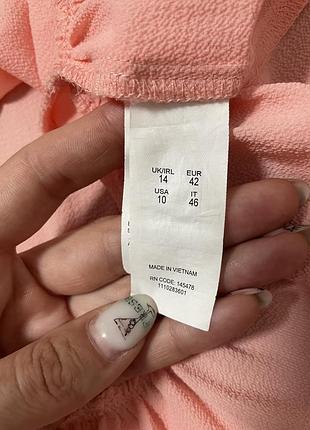 UK/IRL EUR
14 42
USA IT
10 46
MADE IN VIETNAM
RN CODE: 145478
1110283601